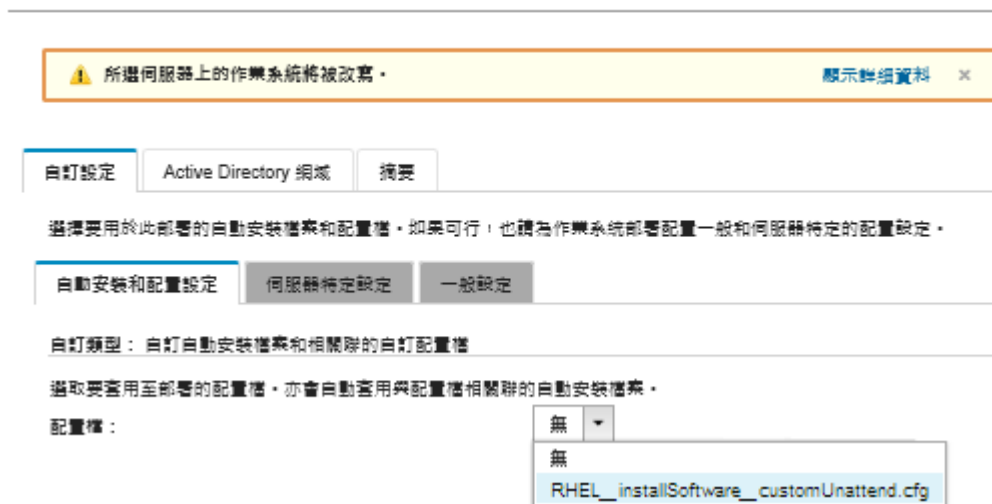 所選伺服器上的作業系統將被改寫。 顯示詳細資料 ×
自訂設定 Active Directory 網域 摘要
選擇要用於此部署的自動安裝檔案和配置檔。如果可行，也請為作業系統部署配置一般和伺服器特定的配置設定。
自動安裝和配置設定 伺服器特定設定 一般設定
自訂類型： 自訂自動安裝檔案和相關聯的自訂配置檔
選取要套用至部署的配置檔。亦會自動套用與配置檔相關聯的自動安裝檔案。
配置檔： 無
無
RHEL__installSoftware__customUnattend.cfg